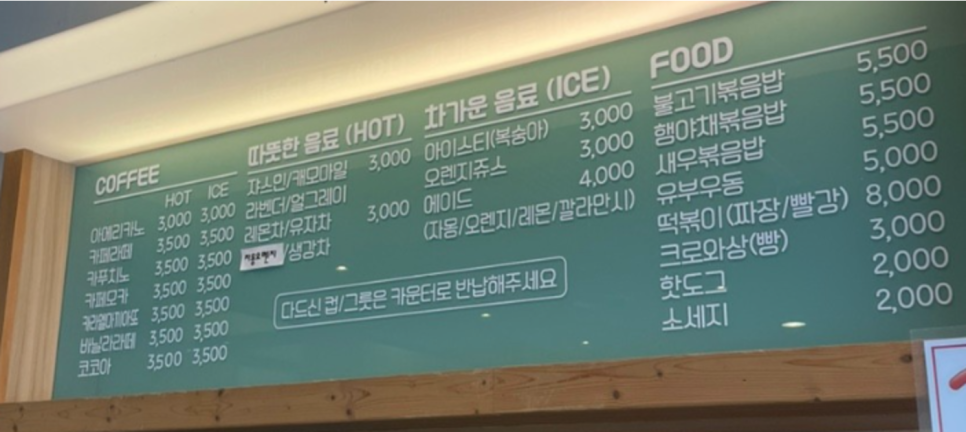 COFFEE
HOT ICE
아메리카노 3,000 3,000
카페라떼 3,500 3,500
카푸치노 3,500 3,500
카페모카 3,500 3,500
카라멜마끼아또 3,500 3,500
바닐라라떼 3,500 3,500
코코아 3,500 3,500
따뜻한 음료 (HOT)
자스민/캐모마일 3,000
라벤더/얼그레이
레몬차/유자차 3,000
/생강차
차가운 음료 (ICE)
아이스티(복숭아) 3,000
오렌지쥬스 3,000
에이드 4,000
(자몽/오렌지/레몬/깔라만시)
다드신 컵/그릇은 카운터로 반납해주세요
FOOD
불고기볶음밥 5,500
햄야채볶음밥 5,500
새우볶음밥 5,500
유부우동 5,000
떡볶이(짜장/빨강) 8,000
크로와상(빵) 3,000
핫도그 2,000
소세지 2,000